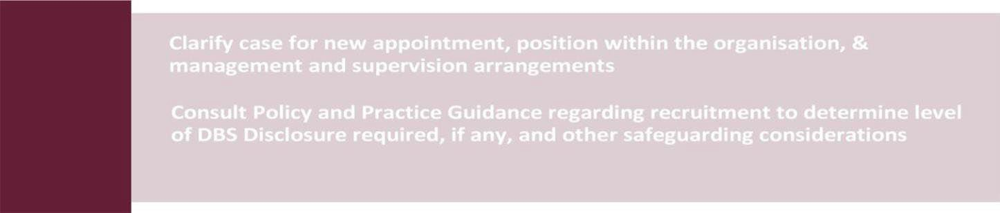 Clarify case for new appointment, position within the organisation, &
management and supervision arrangements
Consult Policy and Practice Guidance regarding recruitment to determine level
of DBS Disclosure required, if any, and other safeguarding considerations